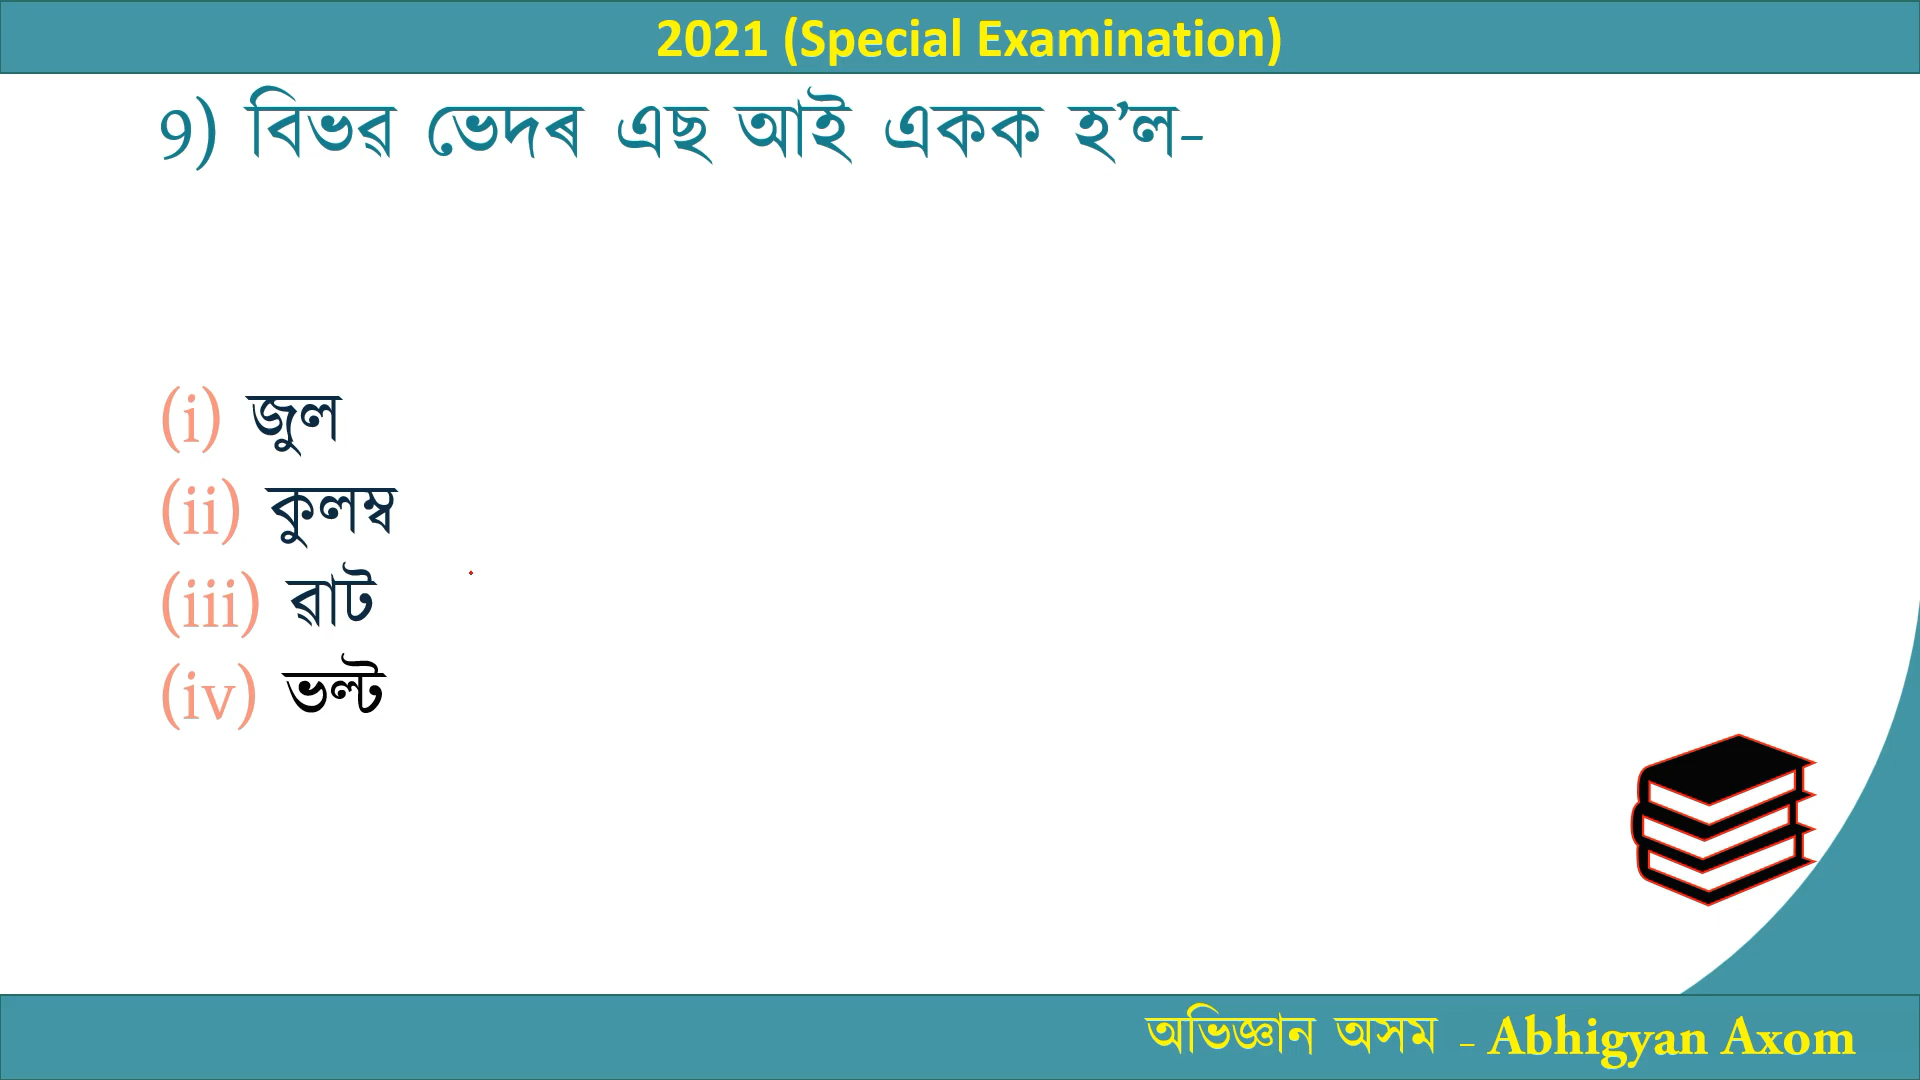 2021 (Special Examination)
9) বিভৱ ভেদৰ এছ আই একক হ’ল-
(i) জুল
(ii) কুলম্ব
(iii) ৱাট
(iv) ভল্ট
অভিজ্ঞান অসম - Abhigyan Axom